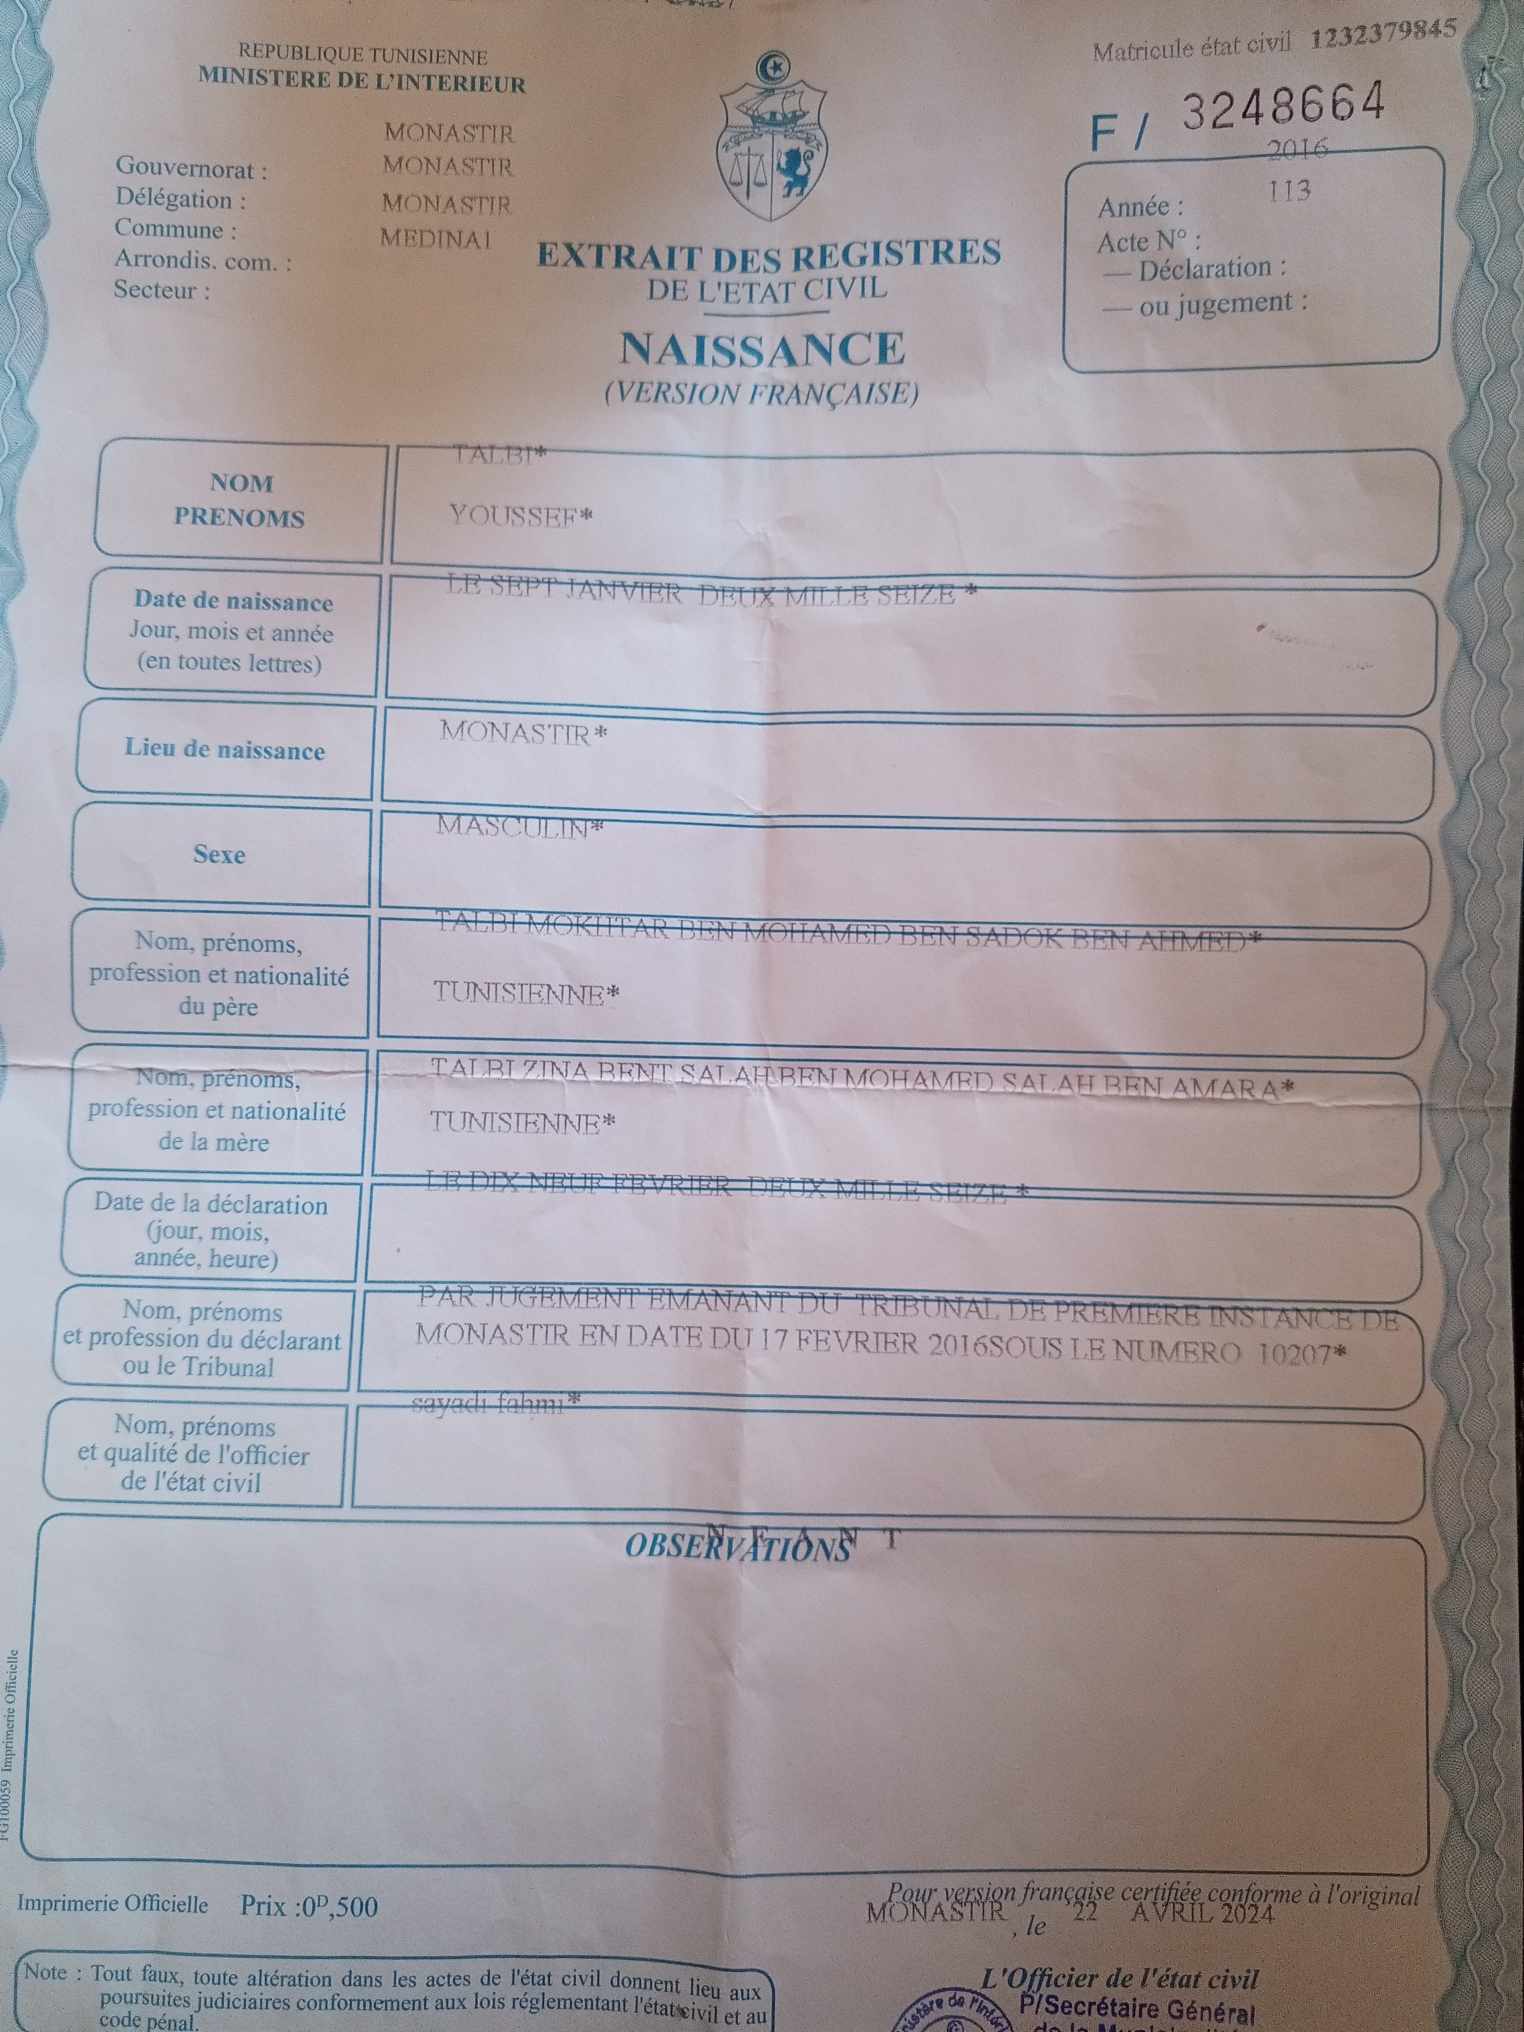 REPUBLIQUE TUNISIENNE
MINISTERE DE L'INTERIEUR
MONASTIR
Gouvernorat : MONASTIR
Délégation : MONASTIR
Commune : MEDINA1
Arrondis. com. :
Secteur :
EXTRAIT DES REGISTRES
DE L'ETAT CIVIL
NAISSANCE
(VERSION FRANÇAISE)
Matricule état civil 1232379845
F / 3248664
2016
Année : 113
Acte N° :
— Déclaration :
— ou jugement :
NOM
PRENOMS
TALBI*
YOUSSEF*
Date de naissance
Jour, mois et année
(en toutes lettres)
LE SEPT JANVIER DEUX MILLE SEIZE *
Lieu de naissance
MONASTIR*
Sexe
MASCULIN*
Nom, prénoms,
profession et nationalité
du père
TALBI MOKHTAR BEN MOHAMED BEN SADOK BEN AHMED*
TUNISIENNE*
Nom, prénoms,
profession et nationalité
de la mère
TALBI ZINA BENT SALAH BEN MOHAMED SALAH BEN AMARA*
TUNISIENNE*
Date de la déclaration
(jour, mois,
année, heure)
LE DIX NEUF FEVRIER DEUX MILLE SEIZE *
Nom, prénoms
et profession du déclarant
ou le Tribunal
PAR JUGEMENT EMANANT DU TRIBUNAL DE PREMIERE INSTANCE DE
MONASTIR EN DATE DU 17 FEVRIER 2016SOUS LE NUMERO 10207*
Nom, prénoms
et qualité de l'officier
de l'état civil
sayadi fahmi*
OBSERVATIONS
N E A N T
FG100059 Imprimerie Officielle
Imprimerie Officielle Prix :0D,500
Pour version française certifiée conforme à l'original
MONASTIR , le 22 AVRIL 2024
Note : Tout faux, toute altération dans les actes de l'état civil donnent lieu aux
poursuites judiciaires conformement aux lois réglementant l'état civil et au
code pénal.
L'Officier de l'état civil
P/Secrétaire Général